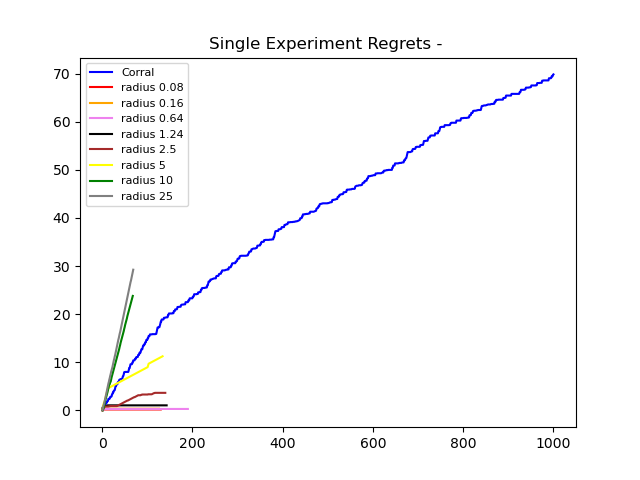 Single Experiment Regrets -
Corral
radius 0.08
radius 0.16
radius 0.64
radius 1.24
radius 2.5
radius 5
radius 10
radius 25
70
60
50
40
30
20
10
0
0 200 400 600 800 1000